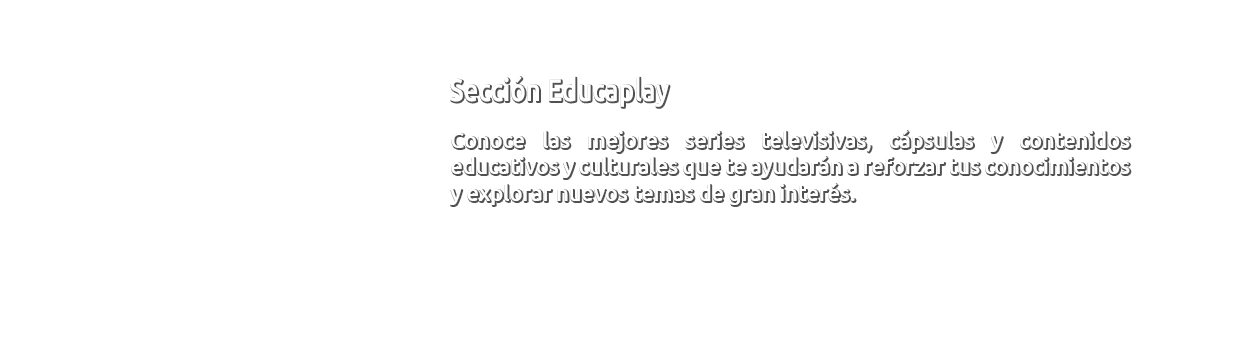 Sección Educaplay
Conoce las mejores series televisivas, cápsulas y contenidos
educativos y culturales que te ayudarán a reforzar tus conocimientos
y explorar nuevos temas de gran interés.